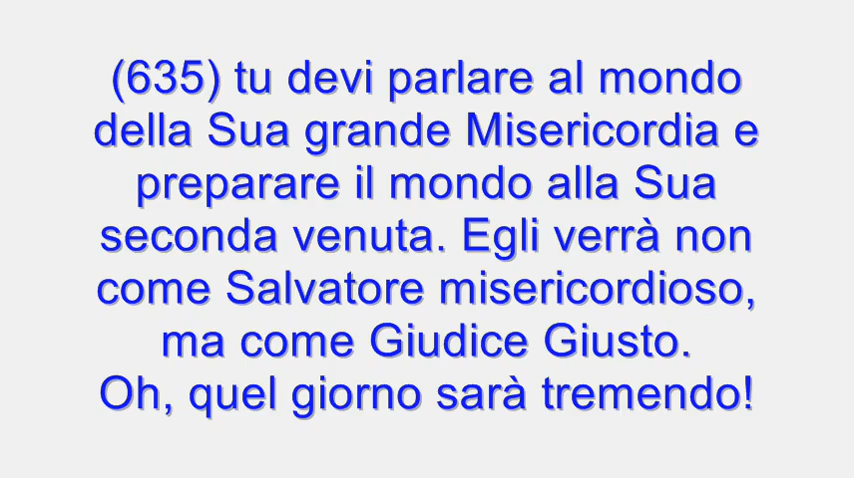 (635) tu devi parlare al mondo
della Sua grande Misericordia e
preparare il mondo alla Sua
seconda venuta. Egli verrà non
come Salvatore misericordioso,
ma come Giudice Giusto.
Oh, quel giorno sarà tremendo!